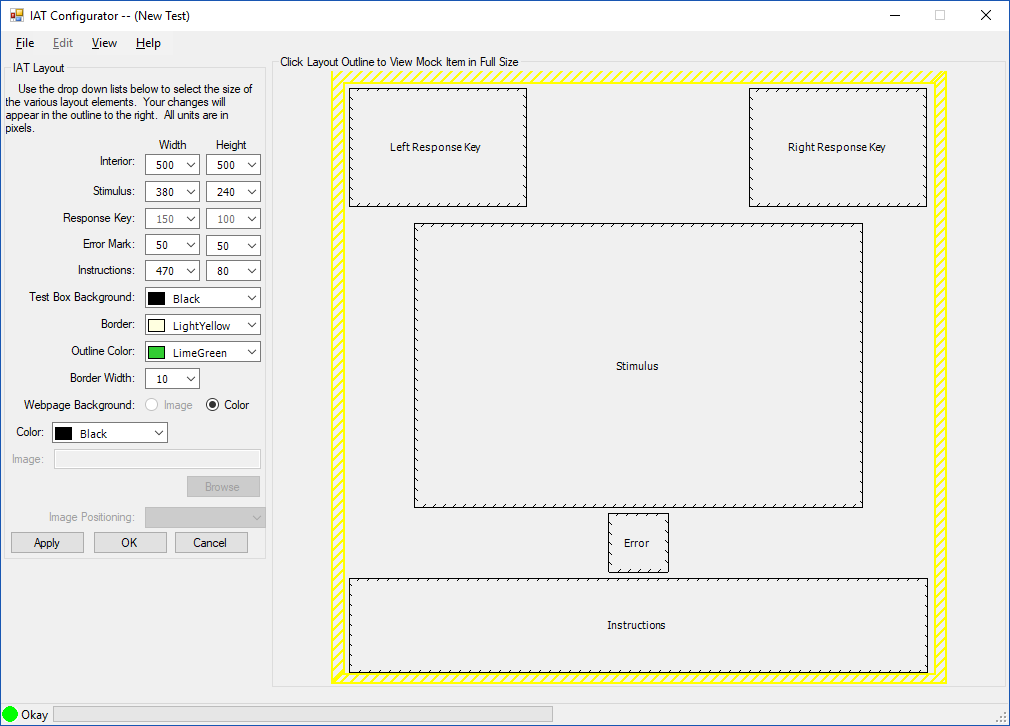 IAT Configurator -- (New Test)
File Edit View Help
IAT Layout
Use the drop down lists below to select the size of
the various layout elements. Your changes will
appear in the outline to the right. All units are in
pixels.
Width Height
Interior: 500 500
Stimulus: 380 240
Response Key: 150 100
Error Mark: 50 50
Instructions: 470 80
Test Box Background: Black
Border: LightYellow
Outline Color: LimeGreen
Border Width: 10
Webpage Background: Image Color
Color: Black
Image:
Browse
Image Positioning:
Apply OK Cancel
Click Layout Outline to View Mock Item in Full Size
Left Response Key
Right Response Key
Stimulus
Error
Instructions
Okay